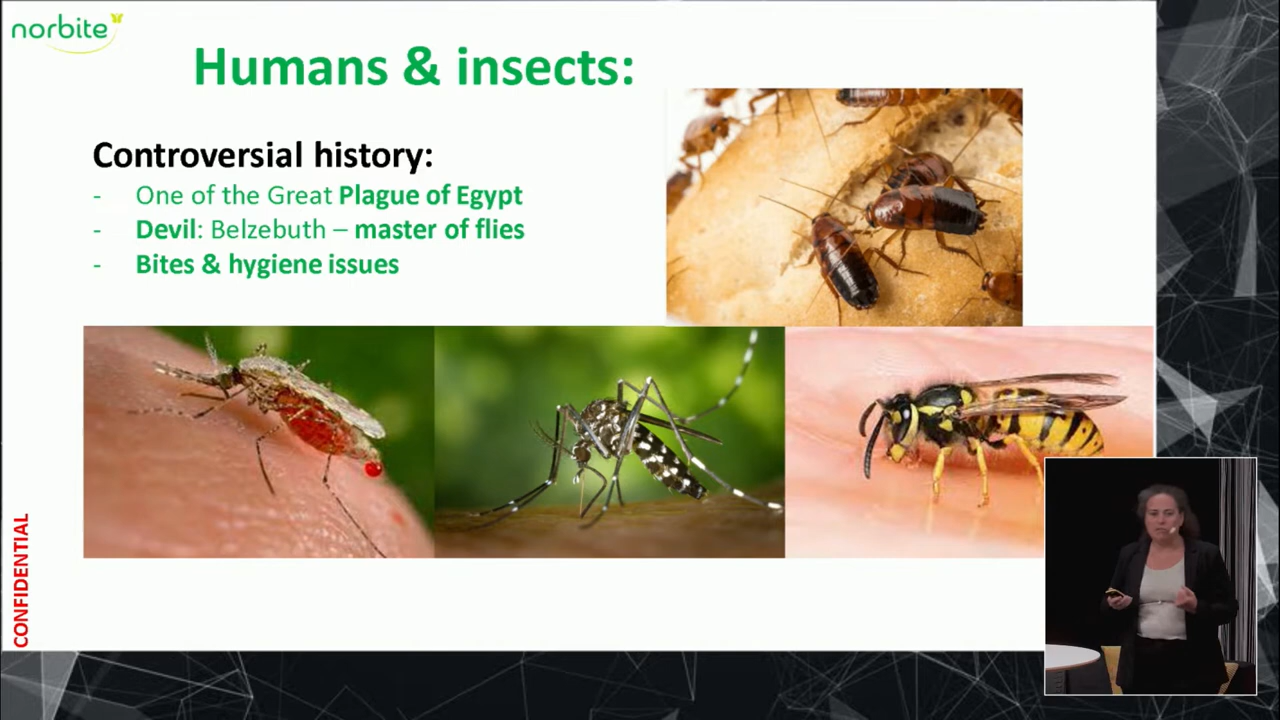 norbite
Humans & insects:
Controversial history:
- One of the Great Plague of Egypt
- Devil: Belzebuth – master of flies
- Bites & hygiene issues
CONFIDENTIAL